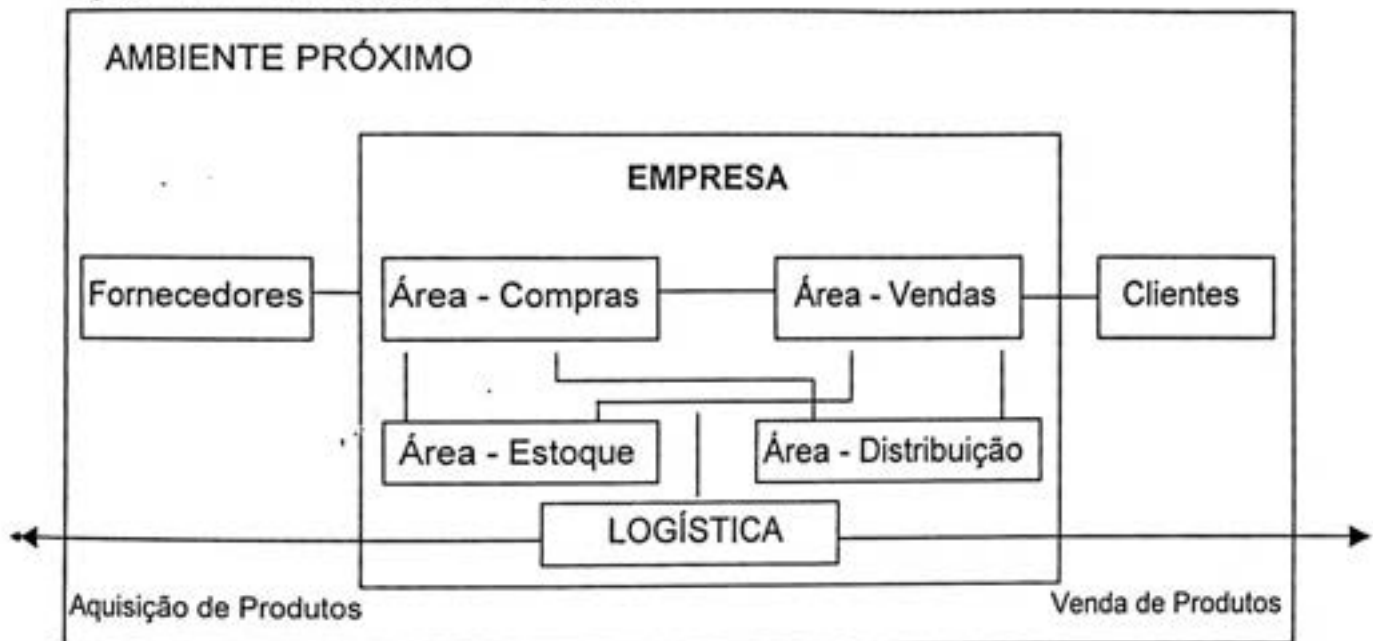 AMBIENTE PRÓXIMO
EMPRESA
Fornecedores
Área - Compras
Área - Vendas
Clientes
Área - Estoque
Área - Distribuição
LOGÍSTICA
Aquisição de Produtos
Venda de Produtos